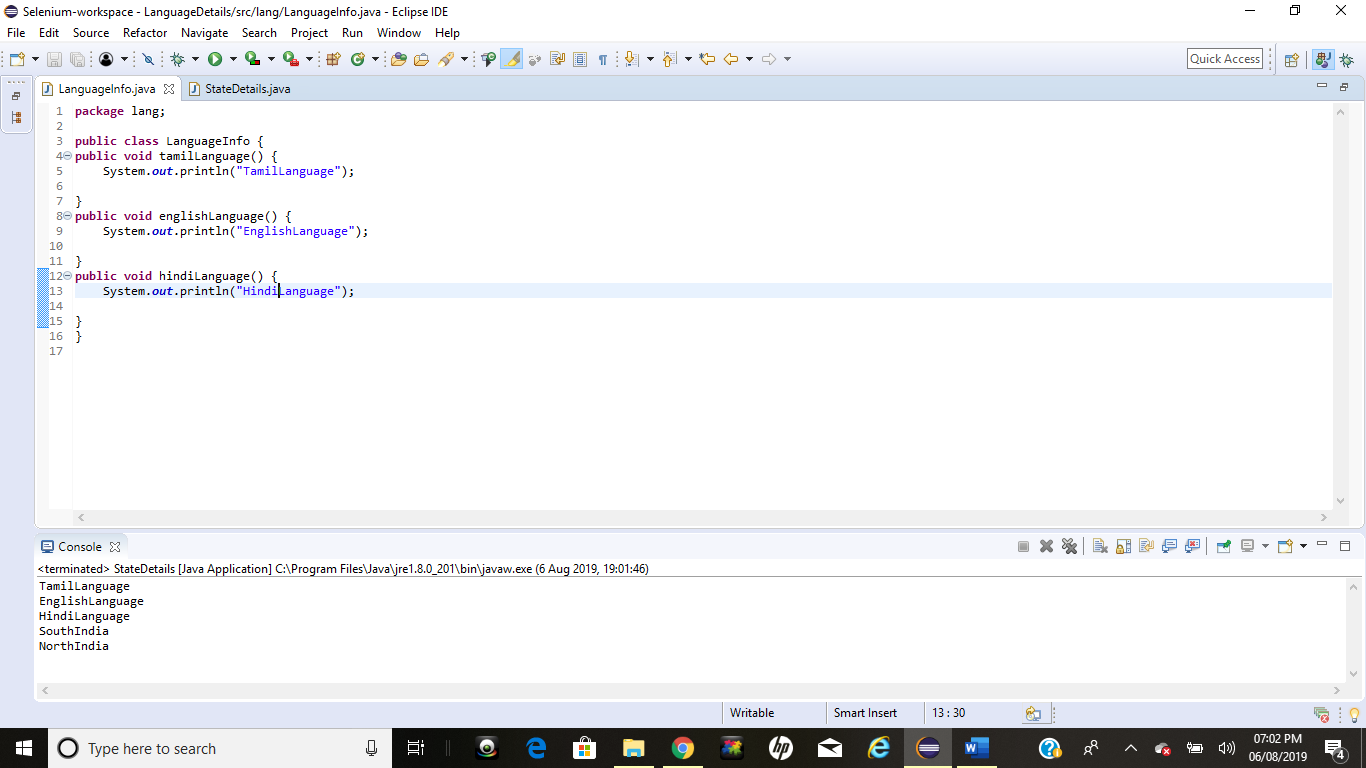 Selenium-workspace - LanguageDetails/src/lang/LanguageInfo.java - Eclipse IDE
File Edit Source Refactor Navigate Search Project Run Window Help
Quick Access
LanguageInfo.java StateDetails.java
1 package lang;
2
3 public class LanguageInfo {
4 public void tamilLanguage() {
5 System.out.println("TamilLanguage");
6
7 }
8 public void englishLanguage() {
9 System.out.println("EnglishLanguage");
10
11 }
12 public void hindiLanguage() {
13 System.out.println("HindiLanguage");
14
15 }
16 }
17
Console
<terminated> StateDetails [Java Application] C:\Program Files\Java\jre1.8.0_201\bin\javaw.exe (6 Aug 2019, 19:01:46)
TamilLanguage
EnglishLanguage
HindiLanguage
SouthIndia
NorthIndia
Writable Smart Insert 13 : 30
Type here to search
07:02 PM
06/08/2019
4